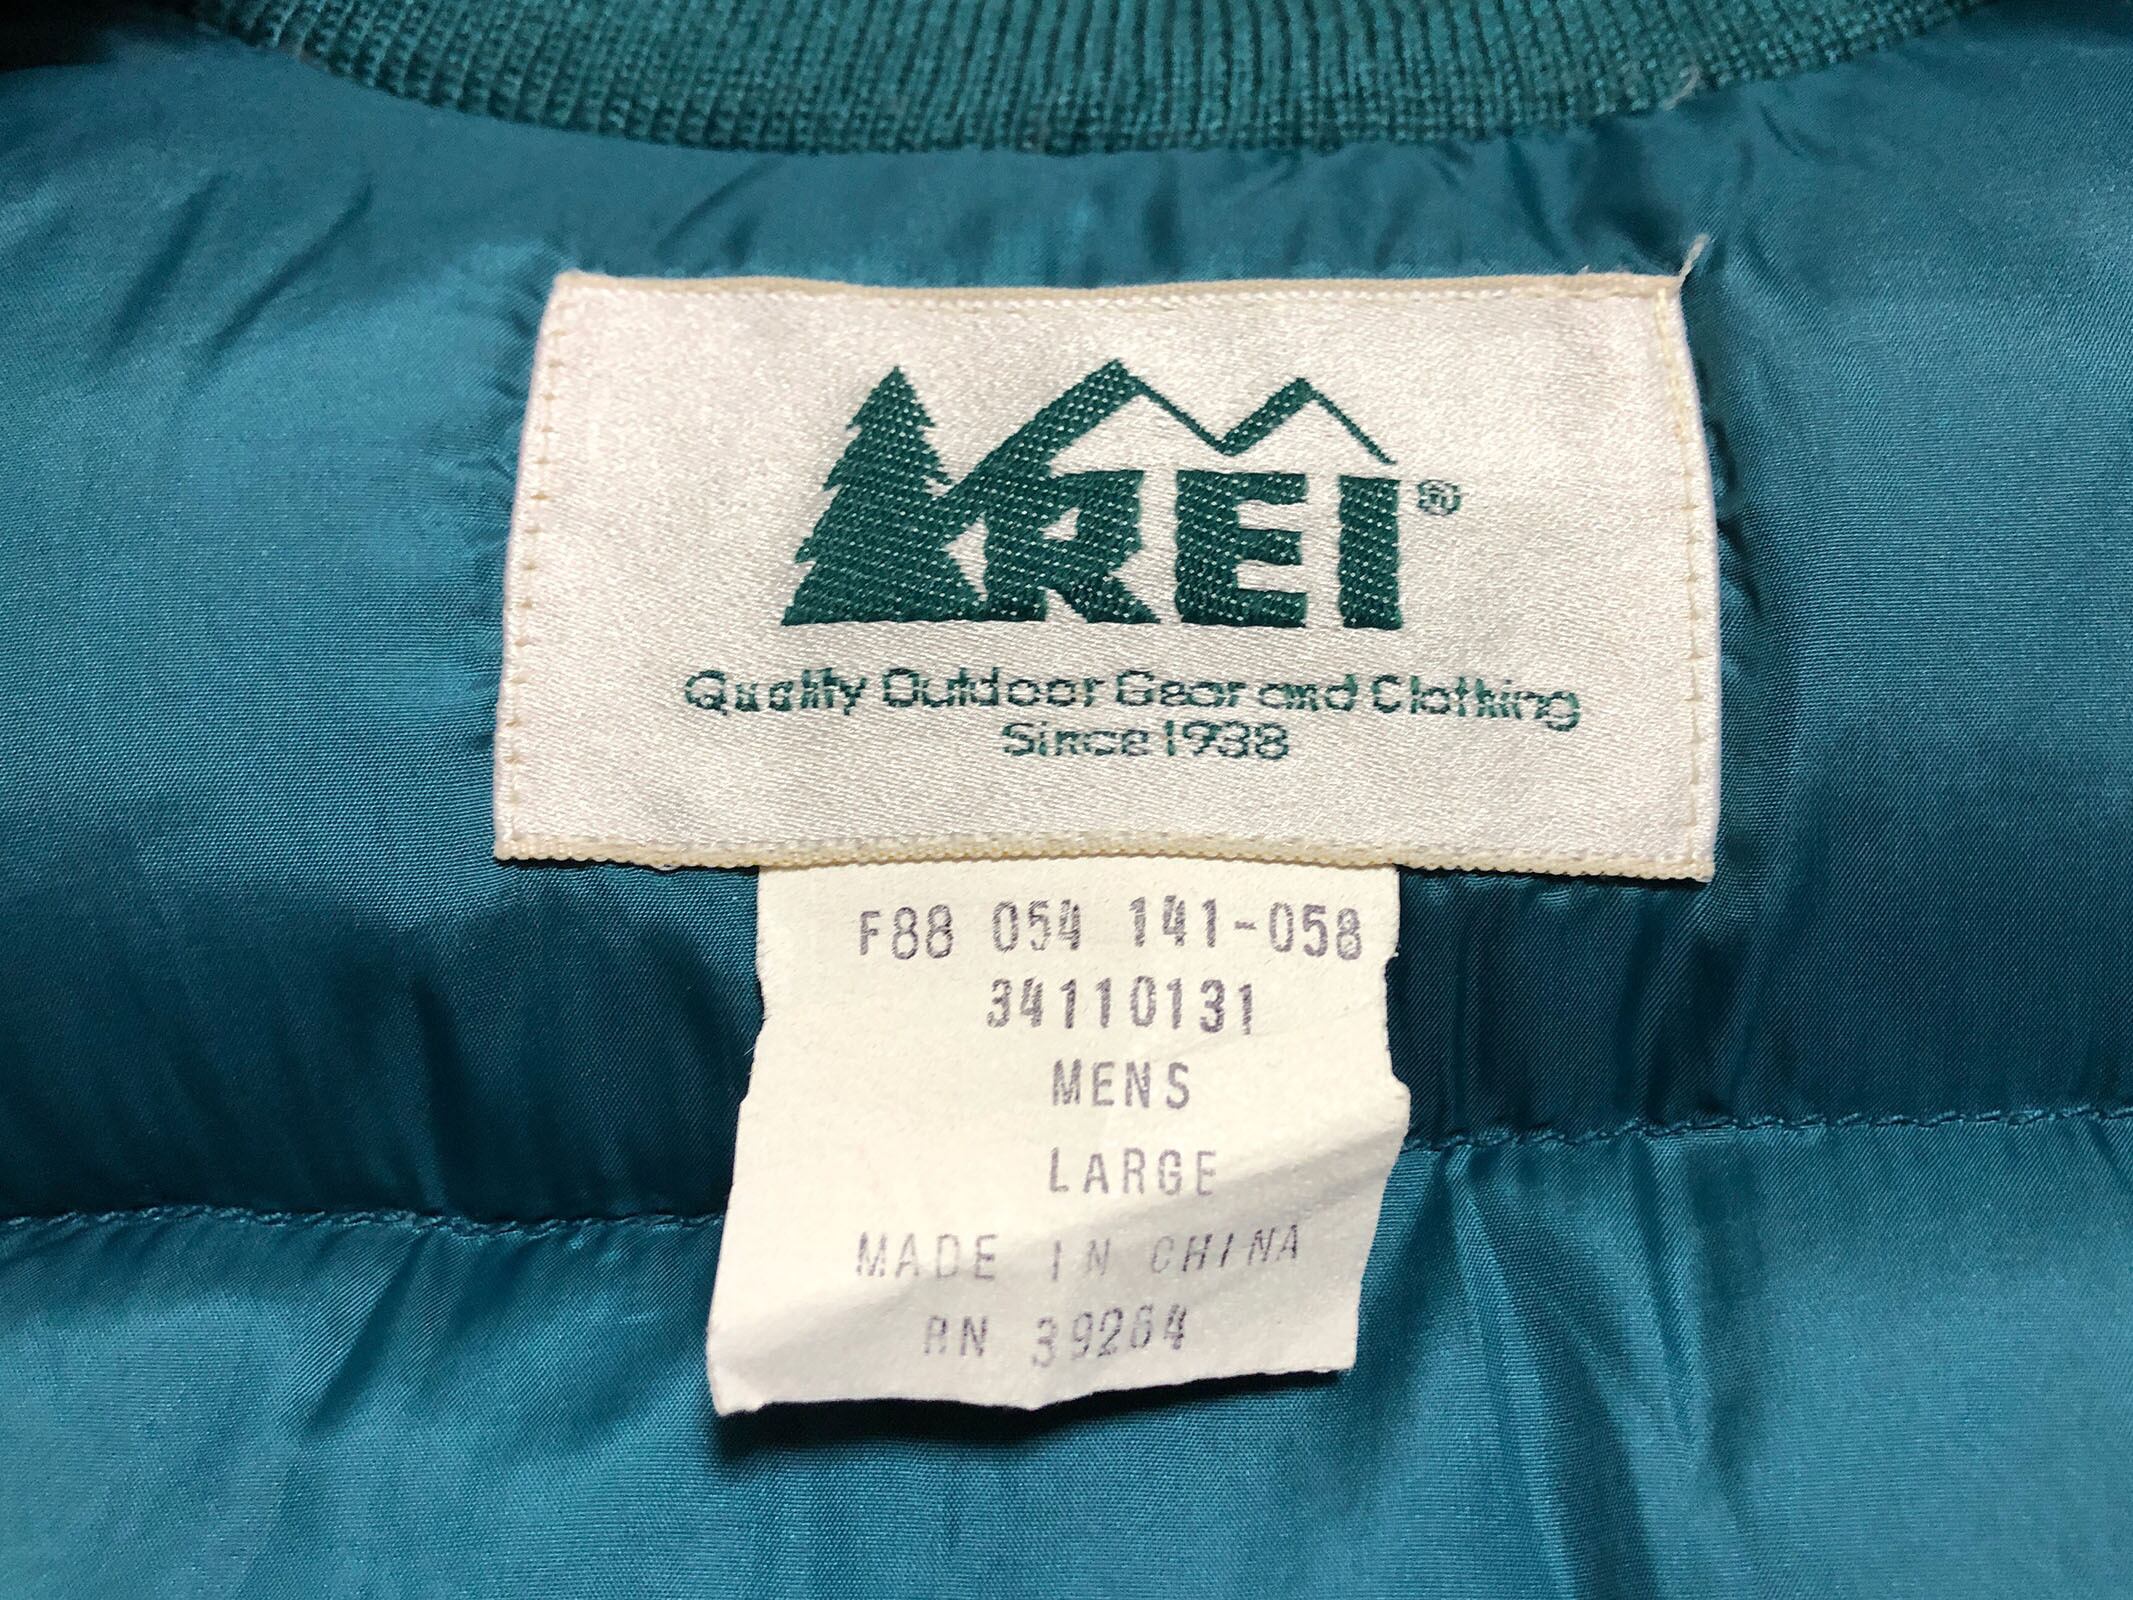 REI®
Quality Outdoor Gear and Clothing
Since 1938
F88 054 141-058
34110131
MENS
LARGE
MADE IN CHINA
RN 39264